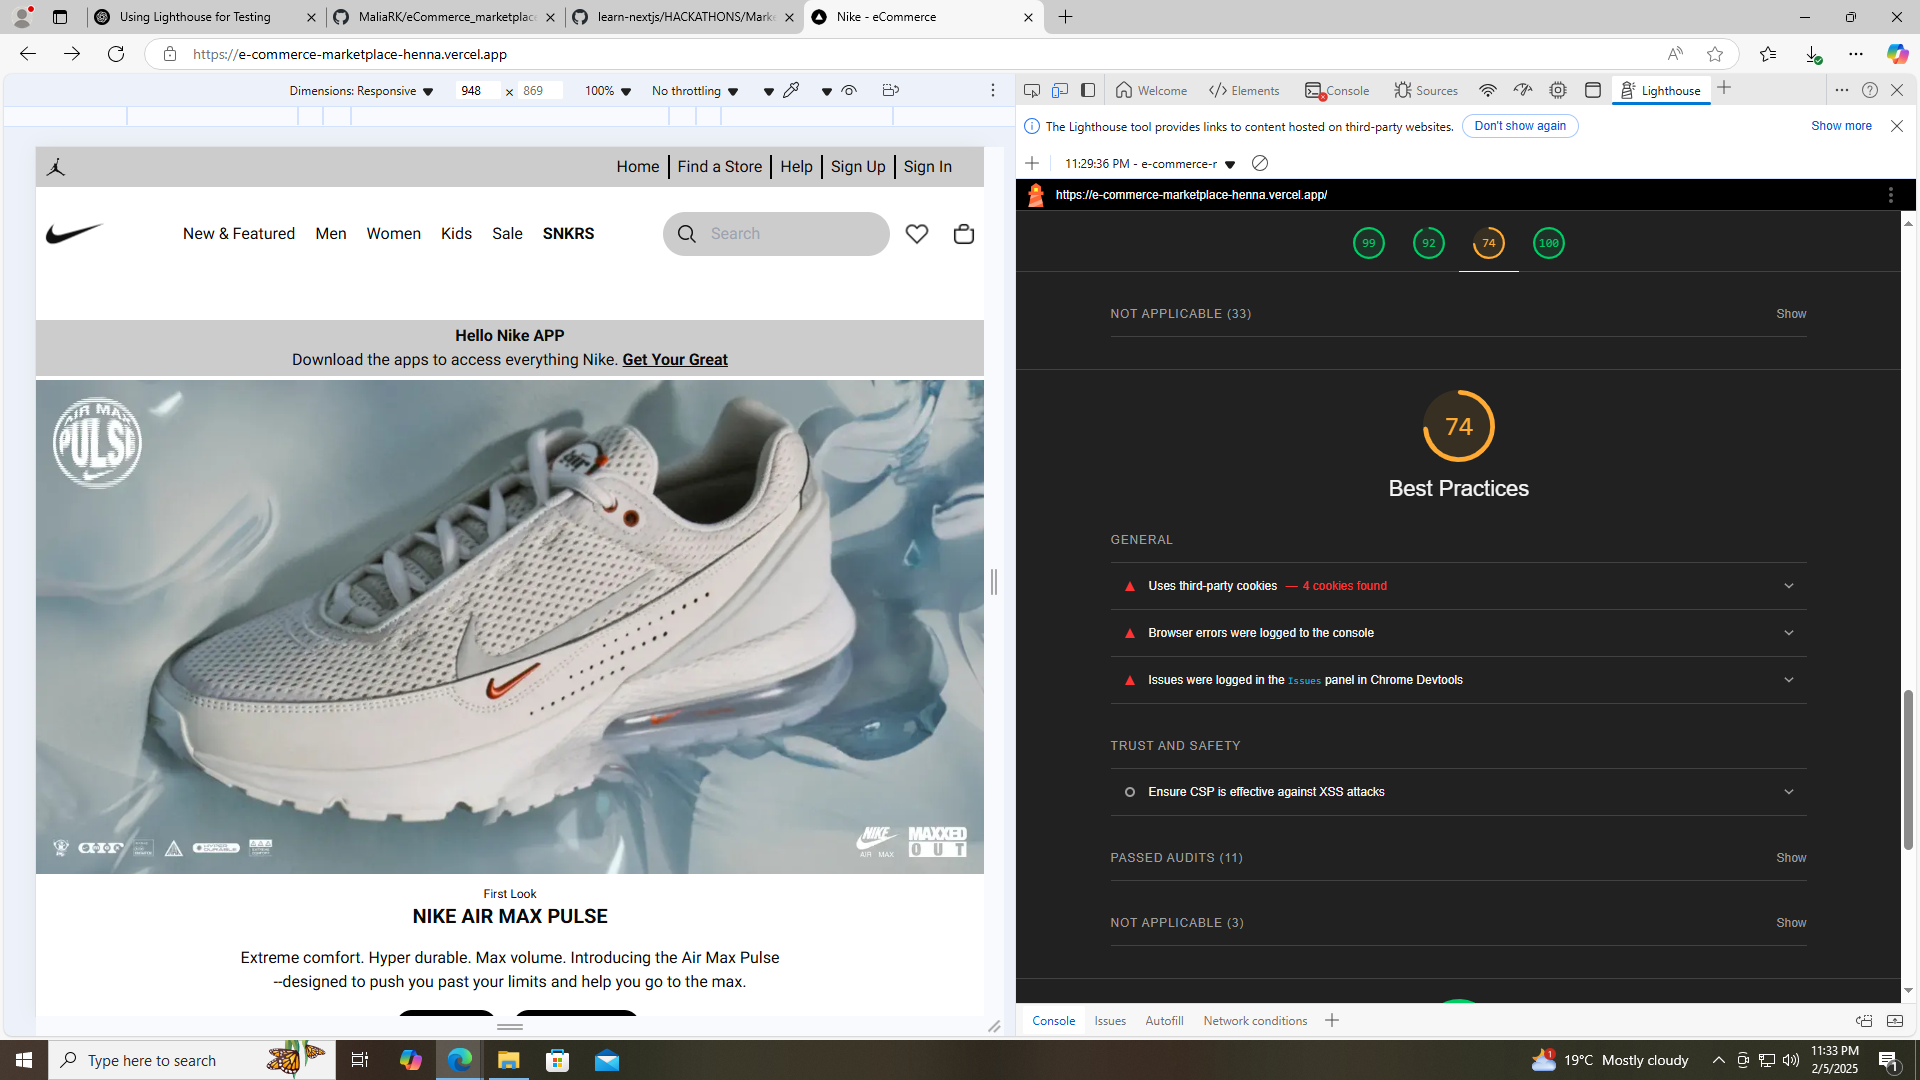 Using Lighthouse for Testing
MaliaRK/eCommerce_marketplace
learn-nextjs/HACKATHONS/Marke
Nike - eCommerce
https://e-commerce-marketplace-henna.vercel.app
Dimensions: Responsive
948 × 869
100%
No throttling
Welcome
Elements
Console
Sources
Lighthouse
The Lighthouse tool provides links to content hosted on third-party websites.
Don't show again
Show more
11:29:36 PM - e-commerce-r
https://e-commerce-marketplace-henna.vercel.app/
99
92
74
100
NOT APPLICABLE (33)
Show
74
Best Practices
GENERAL
Uses third-party cookies — 4 cookies found
Browser errors were logged to the console
Issues were logged in the Issues panel in Chrome Devtools
TRUST AND SAFETY
Ensure CSP is effective against XSS attacks
PASSED AUDITS (11)
Show
NOT APPLICABLE (3)
Show
Console
Issues
Autofill
Network conditions
Home
Find a Store
Help
Sign Up
Sign In
New & Featured
Men
Women
Kids
Sale
SNKRS
Search
Hello Nike APP
Download the apps to access everything Nike. Get Your Great
AIR MAX
PULSE
NIKE
AIR MAX
MAXXED
OUT
First Look
NIKE AIR MAX PULSE
Extreme comfort. Hyper durable. Max volume. Introducing the Air Max Pulse
--designed to push you past your limits and help you go to the max.
Type here to search
1
19°C Mostly cloudy
11:33 PM
2/5/2025
1